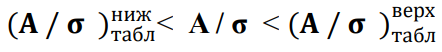 (A / σ )ниж табл < A / σ < (A / σ )верх табл